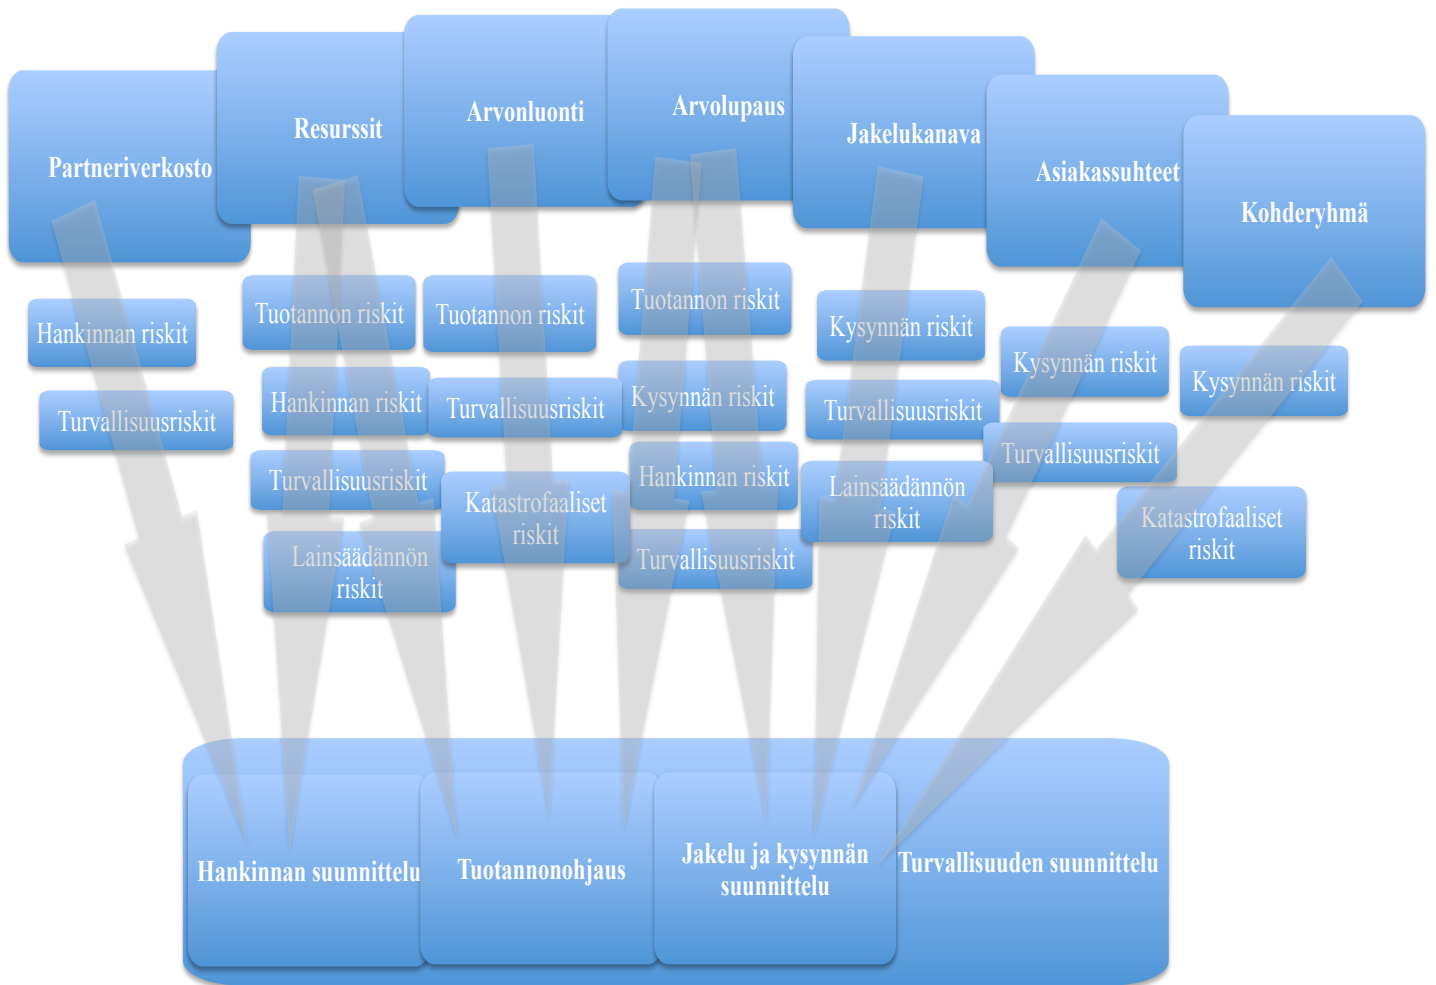 Partneriverkosto
Resurssit
Arvonluonti
Arvolupaus
Jakelukanava
Asiakassuhteet
Kohderyhmä
Hankinnan riskit
Turvallisuusriskit
Tuotannon riskit
Hankinnan riskit
Turvallisuusriskit
Lainsäädännön
riskit
Tuotannon riskit
Turvallisuusriskit
Katastrofaaliset
riskit
Tuotannon riskit
Kysynnän riskit
Hankinnan riskit
Turvallisuusriskit
Kysynnän riskit
Turvallisuusriskit
Lainsäädännön
riskit
Kysynnän riskit
Turvallisuusriskit
Kysynnän riskit
Katastrofaaliset
riskit
Hankinnan suunnittelu
Tuotannonohjaus
Jakelu ja kysynnän
suunnittelu
Turvallisuuden suunnittelu